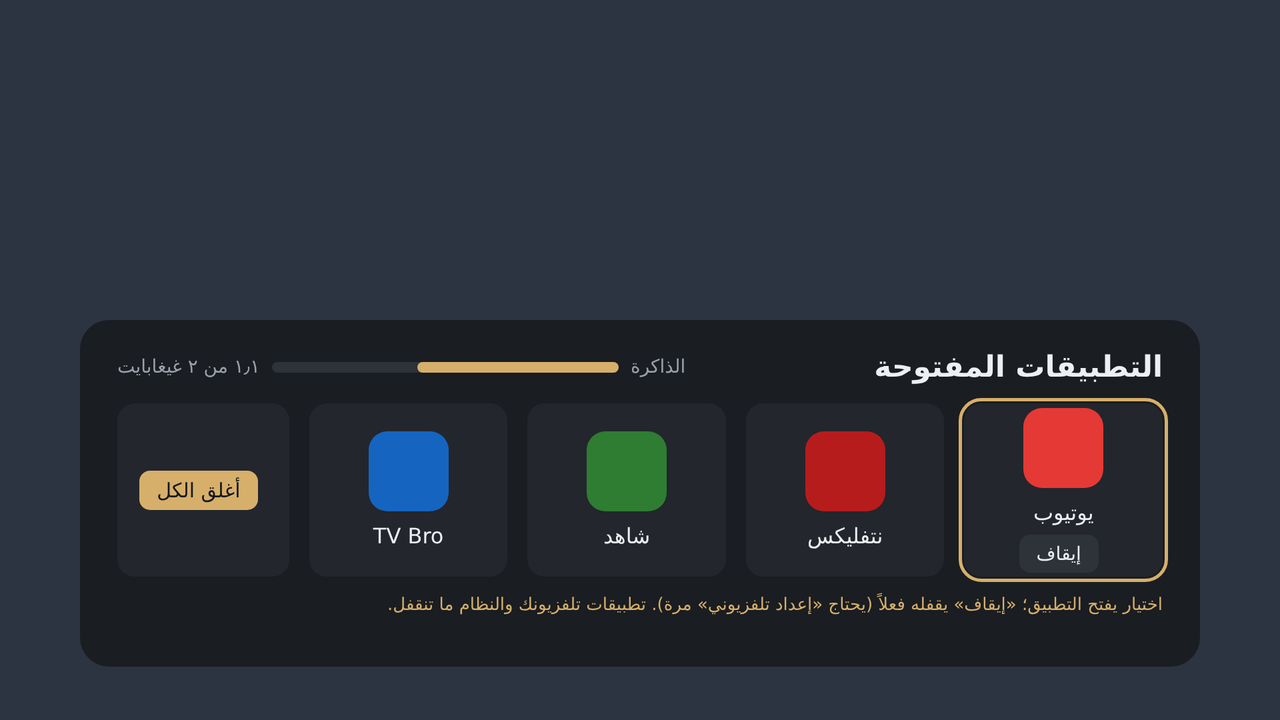 التطبيقات المفتوحة
الذاكرة
١٫١ من ٢ غيغابايت
يوتيوب
إيقاف
نتفليكس
شاهد
TV Bro
أغلق الكل
اختيار يفتح التطبيق؛ «إيقاف» يقفله فعلاً (يحتاج «إعداد تلفزيوني» مرة). تطبيقات تلفزيونك والنظام ما تنقفل.